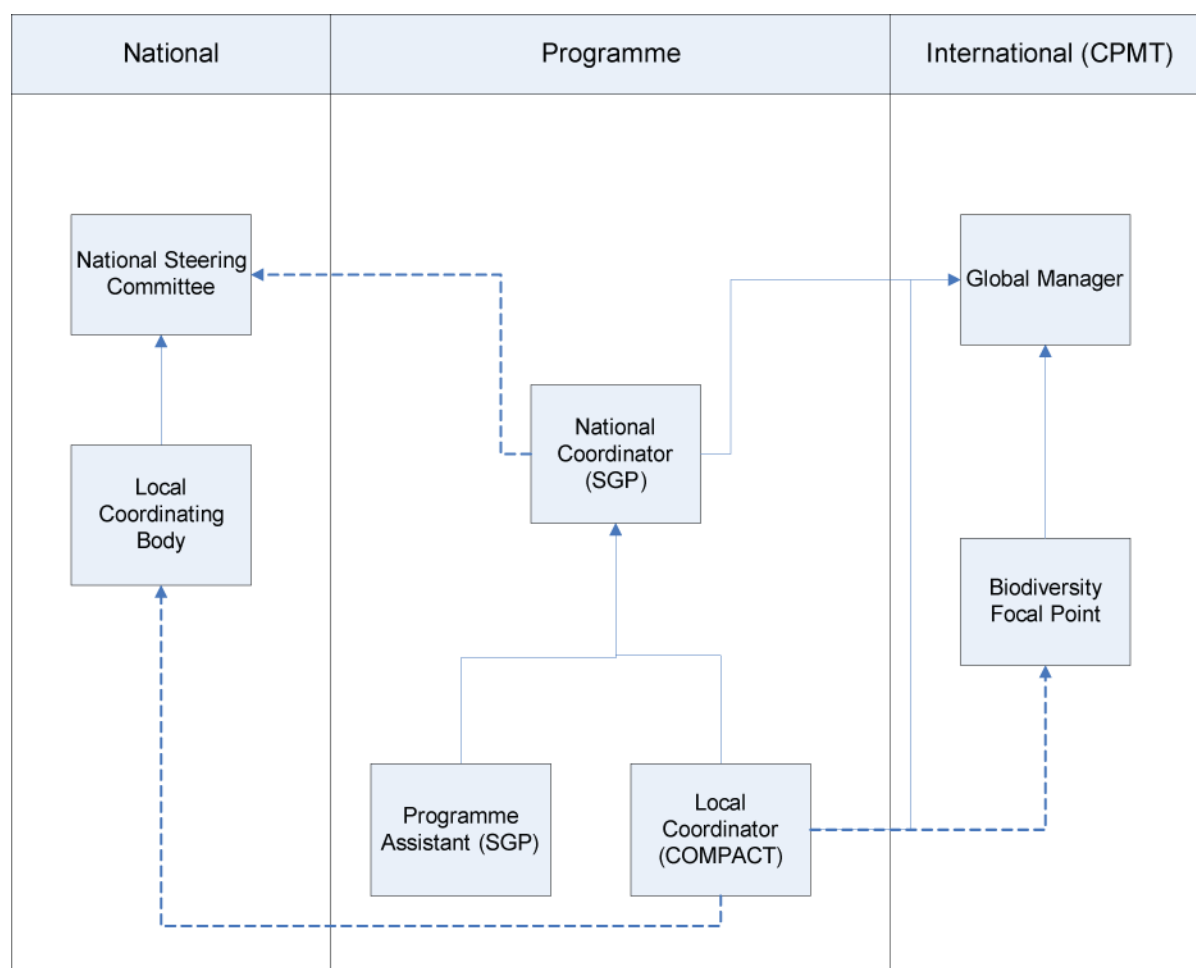 National
Programme
International (CPMT)
National Steering
Committee
Global Manager
National
Coordinator
(SGP)
Local
Coordinating
Body
Biodiversity
Focal Point
Programme
Assistant (SGP)
Local
Coordinator
(COMPACT)